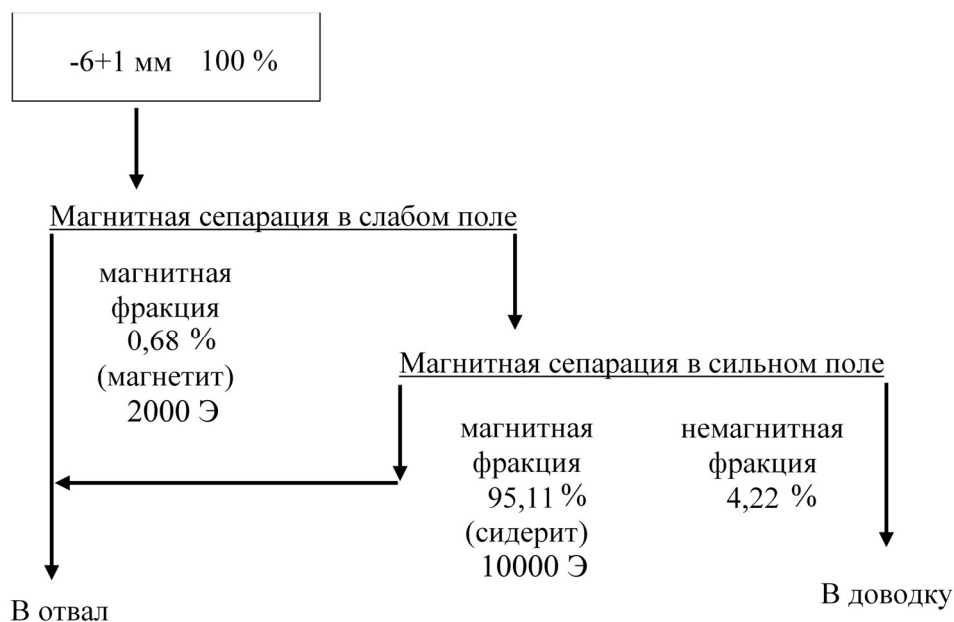 -6+1 мм 100 %
Магнитная сепарация в слабом поле
магнитная
фракция
0,68 %
(магнетит)
2000 Э
Магнитная сепарация в сильном поле
магнитная
фракция
95,11 %
(сидерит)
10000 Э
немагнитная
фракция
4,22 %
В отвал
В доводку